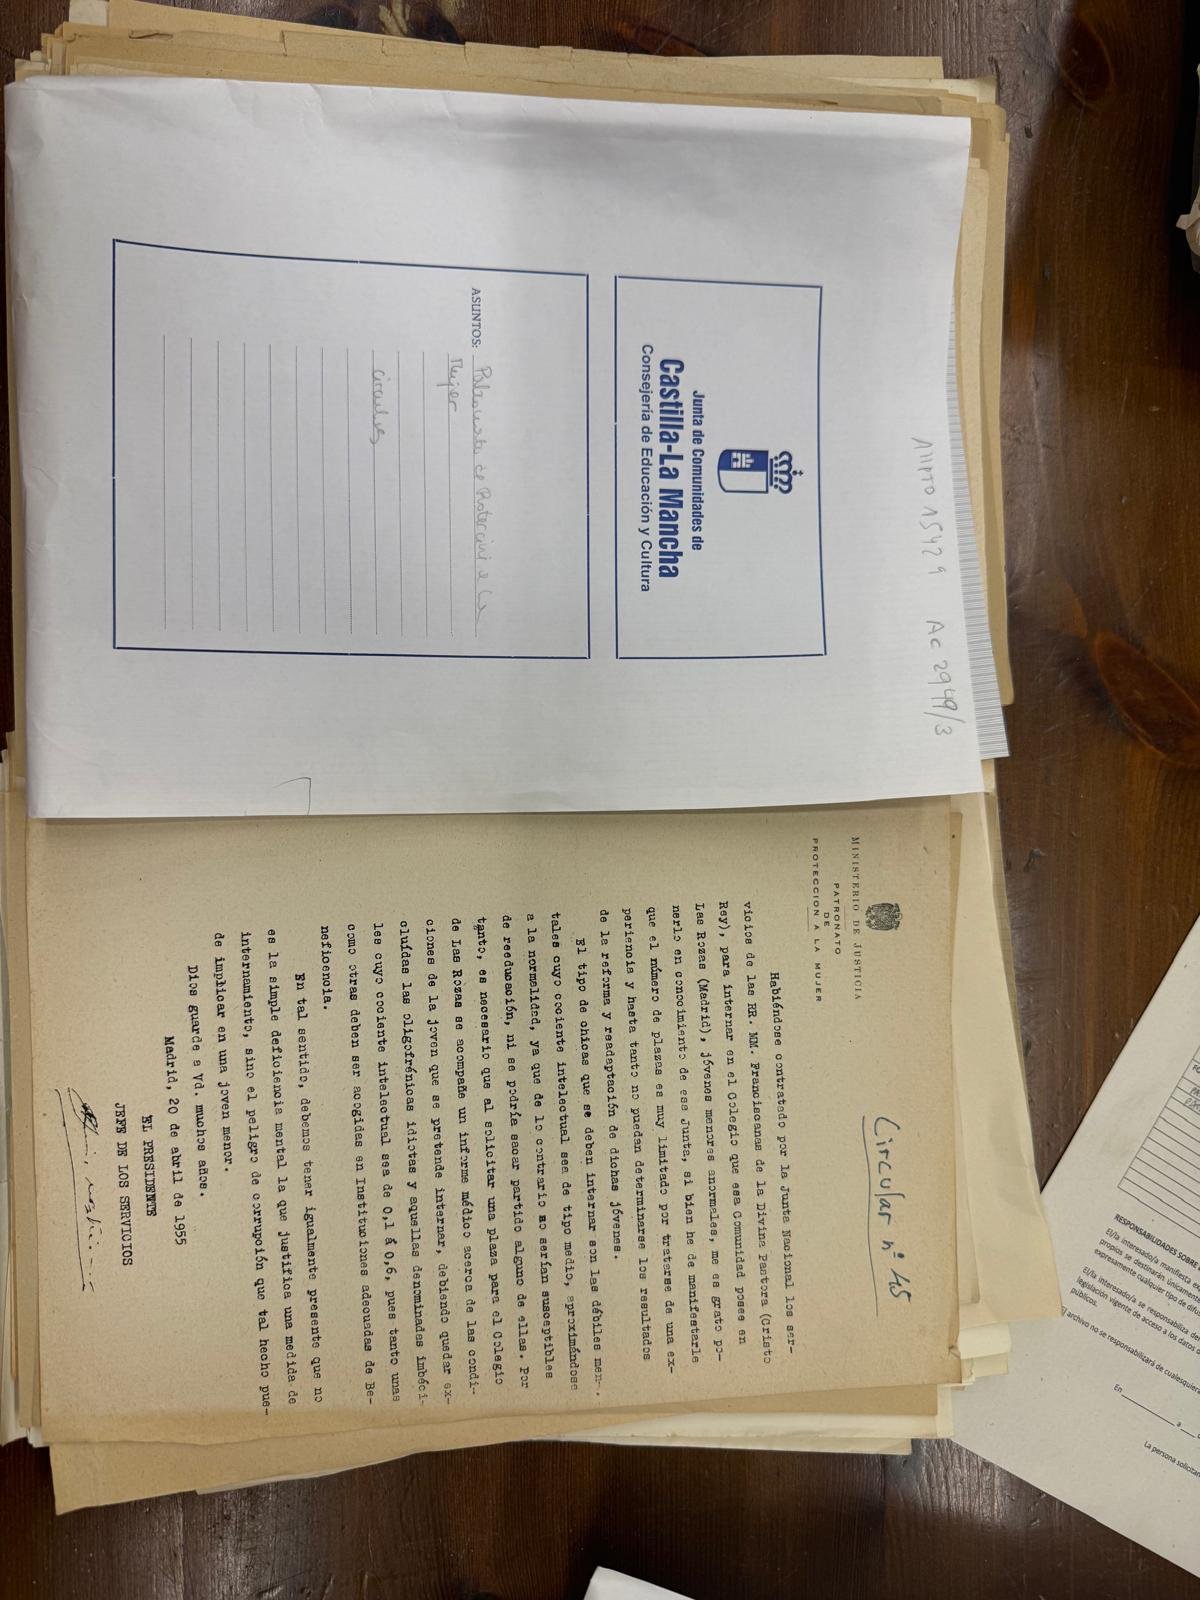 AIIPTO 15429 AC 2949/3
Junta de Comunidades de
Castilla-La Mancha
Consejería de Educación y Cultura
ASUNTOS: Patronato de Protección a la
Mujer
Circulares
MINISTERIO DE JUSTICIA
PATRONATO
DE
PROTECCION A LA MUJER
Circular nº 45
Habiéndose contratado por la Junta Nacional los ser-
vicios de las RR. MM. Franciscanas de la Divina Pastora (Cristo
Rey), para internar en el Colegio que esa Comunidad posee en
Las Rozas (Madrid), jóvenes menores anormales, me es grato po-
nerlo en conocimiento de esa Junta, si bien he de manifestarle
que el número de plazas es muy limitado por tratarse de una ex-
periencia y hasta tanto no puedan determinarse los resultados
de la reforma y readaptación de dichas jóvenes.
El tipo de chicas que se deben internar son las débiles men-
tales cuyo cociente intelectual sea de tipo medio, aproximándose
a la normalidad, ya que de lo contrario no serían susceptibles
de reeducación, ni se podría sacar partido alguno de ellas. Por
tanto, es necesario que al solicitar una plaza para el Colegio
de Las Rozas se acompañe un informe médico acerca de las condi-
ciones de la joven que se pretende internar, debiendo quedar ex-
cluídas las oligofrénicas idiotas y aquellas denominadas imbéci-
les cuyo cociente intelectual sea de 0,1 á 0,6, pues tanto unas
como otras deben ser acogidas en Instituciones adecuadas de Be-
neficencia.
En tal sentido, debemos tener igualmente presente que no
es la simple deficiencia mental la que justifica una medida de
internamiento, sino el peligro de corrupción que tal hecho pue-
de implicar en una joven menor.
Dios guarde a Vd. muchos años.
Madrid, 20 de abril de 1955
EL PRESIDENTE
JEFE DE LOS SERVICIOS
RESPONSABILIDADES SOBRE
El/la interesado/a manifiesta
propios se destinarán únicamente
expresamente cualquier tipo de
El/la interesado/a se responsabiliza de
legislación vigente de acceso a los datos
públicos.
El archivo no se responsabilizará de cualesquiera
En a
La persona solicitan